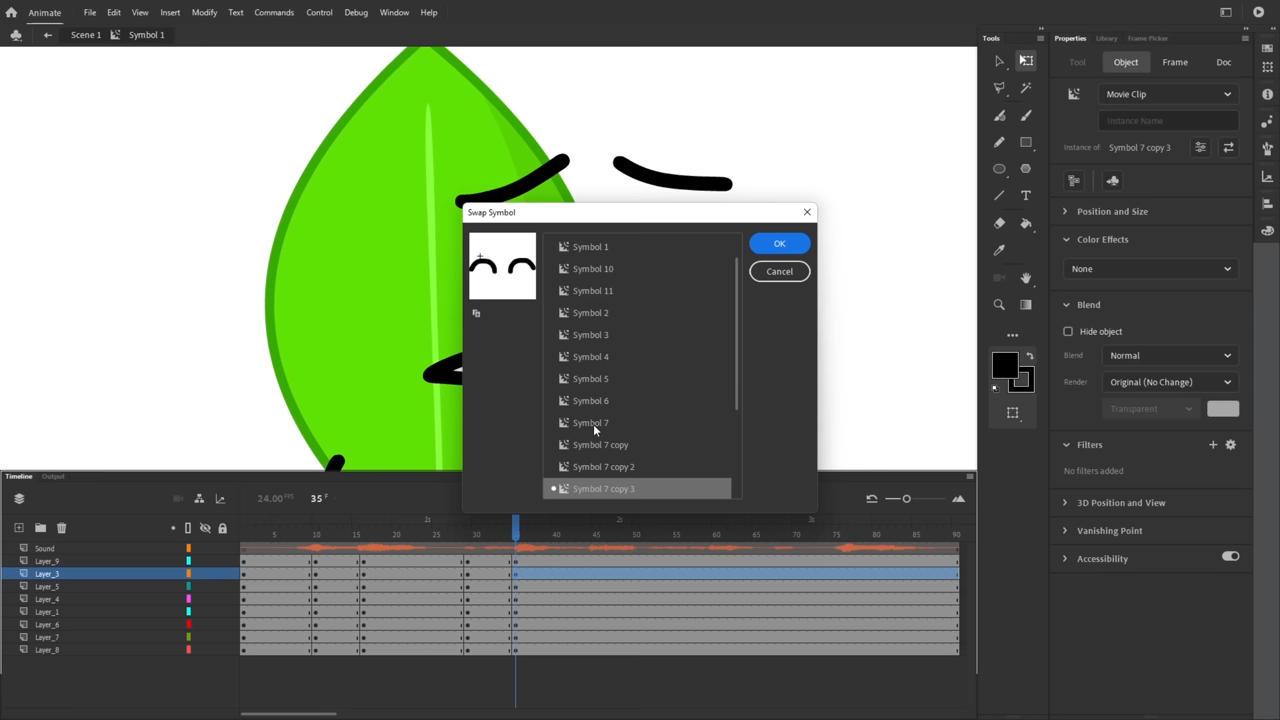 Animate File Edit View Insert Modify Text Commands Control Debug Window Help
Scene 1 Symbol 1
Tools
Properties Library Frame Picker
Tool Object Frame Doc
Movie Clip
Instance Name
Instance of: Symbol 7 copy 3
Position and Size
Color Effects
None
Blend
Hide object
Blend Normal
Render Original (No Change)
Transparent
Filters
No filters added
3D Position and View
Vanishing Point
Accessibility
Swap Symbol
Symbol 1
Symbol 10
Symbol 11
Symbol 2
Symbol 3
Symbol 4
Symbol 5
Symbol 6
Symbol 7
Symbol 7 copy
Symbol 7 copy 2
Symbol 7 copy 3
OK
Cancel
Timeline Output
24.00 FPS 35 F
1s 2s 3s
5 10 15 20 25 30 40 45 50 55 60 65 70 75 80 85 90
Sound
Layer_9
Layer_3
Layer_5
Layer_4
Layer_1
Layer_6
Layer_7
Layer_8